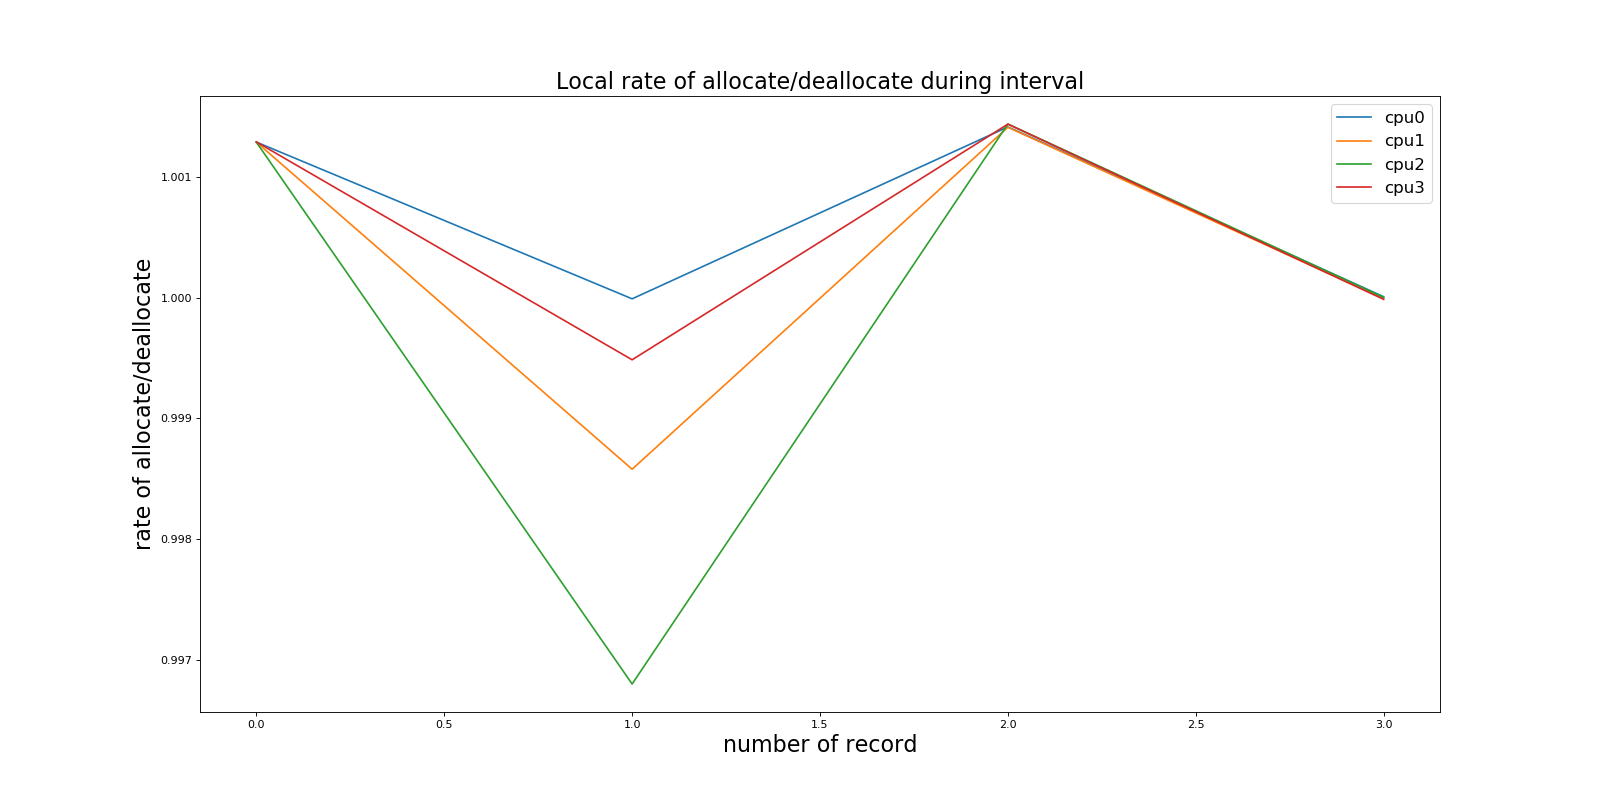 Local rate of allocate/deallocate during interval
cpu0
cpu1
cpu2
cpu3
rate of allocate/deallocate
1.001
1.000
0.999
0.998
0.997
0.0 0.5 1.0 1.5 2.0 2.5 3.0
number of record